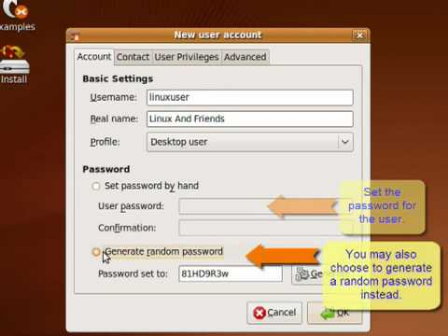 New user account
examples
Install
Account Contact User Privileges Advanced
Basic Settings
Username: linuxuser
Real name: Linux And Friends
Profile: Desktop user
Password
Set password by hand
User password:
Confirmation:
Set the
password for
the user.
Generate random password
Password set to: 81HD9R3w
You may also
choose to generate
a random password
instead.
Cancel OK